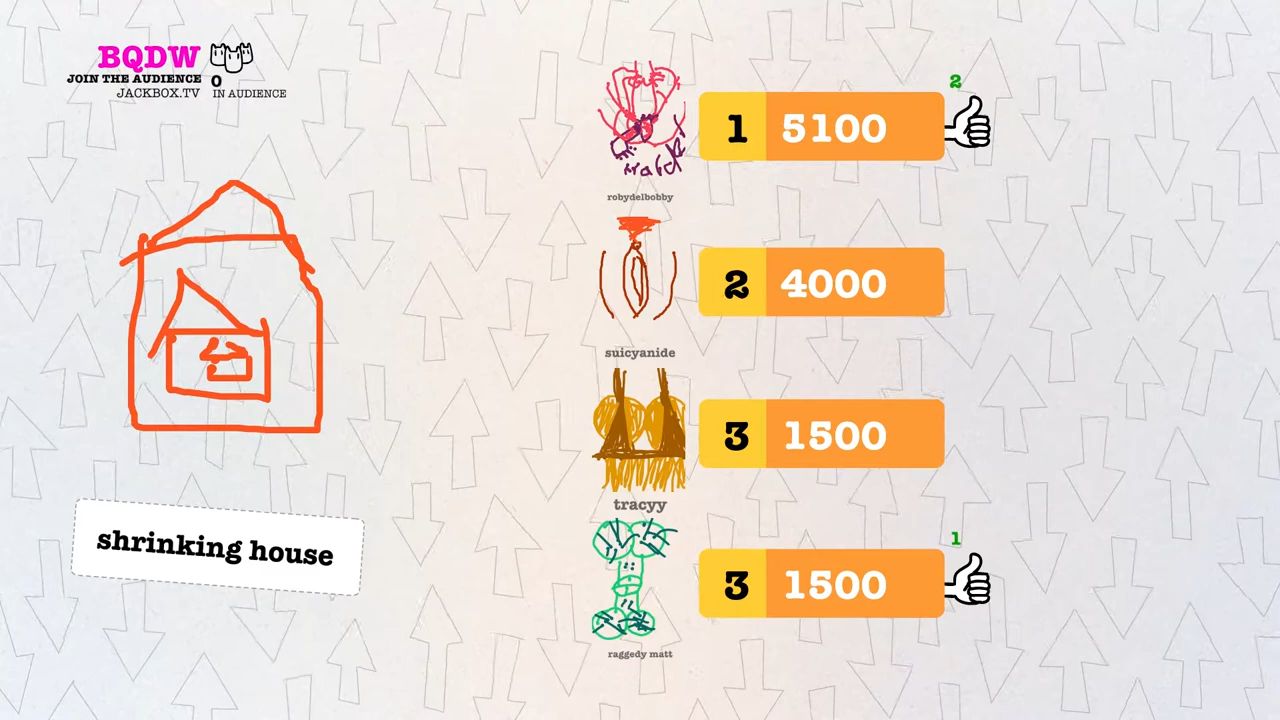 BQDW
JOIN THE AUDIENCE
JACKBOX.TV
0
IN AUDIENCE
shrinking house
robydelbobby
1 5100
2
suicyanide
2 4000
tracyy
3 1500
raggedy matt
3 1500
1